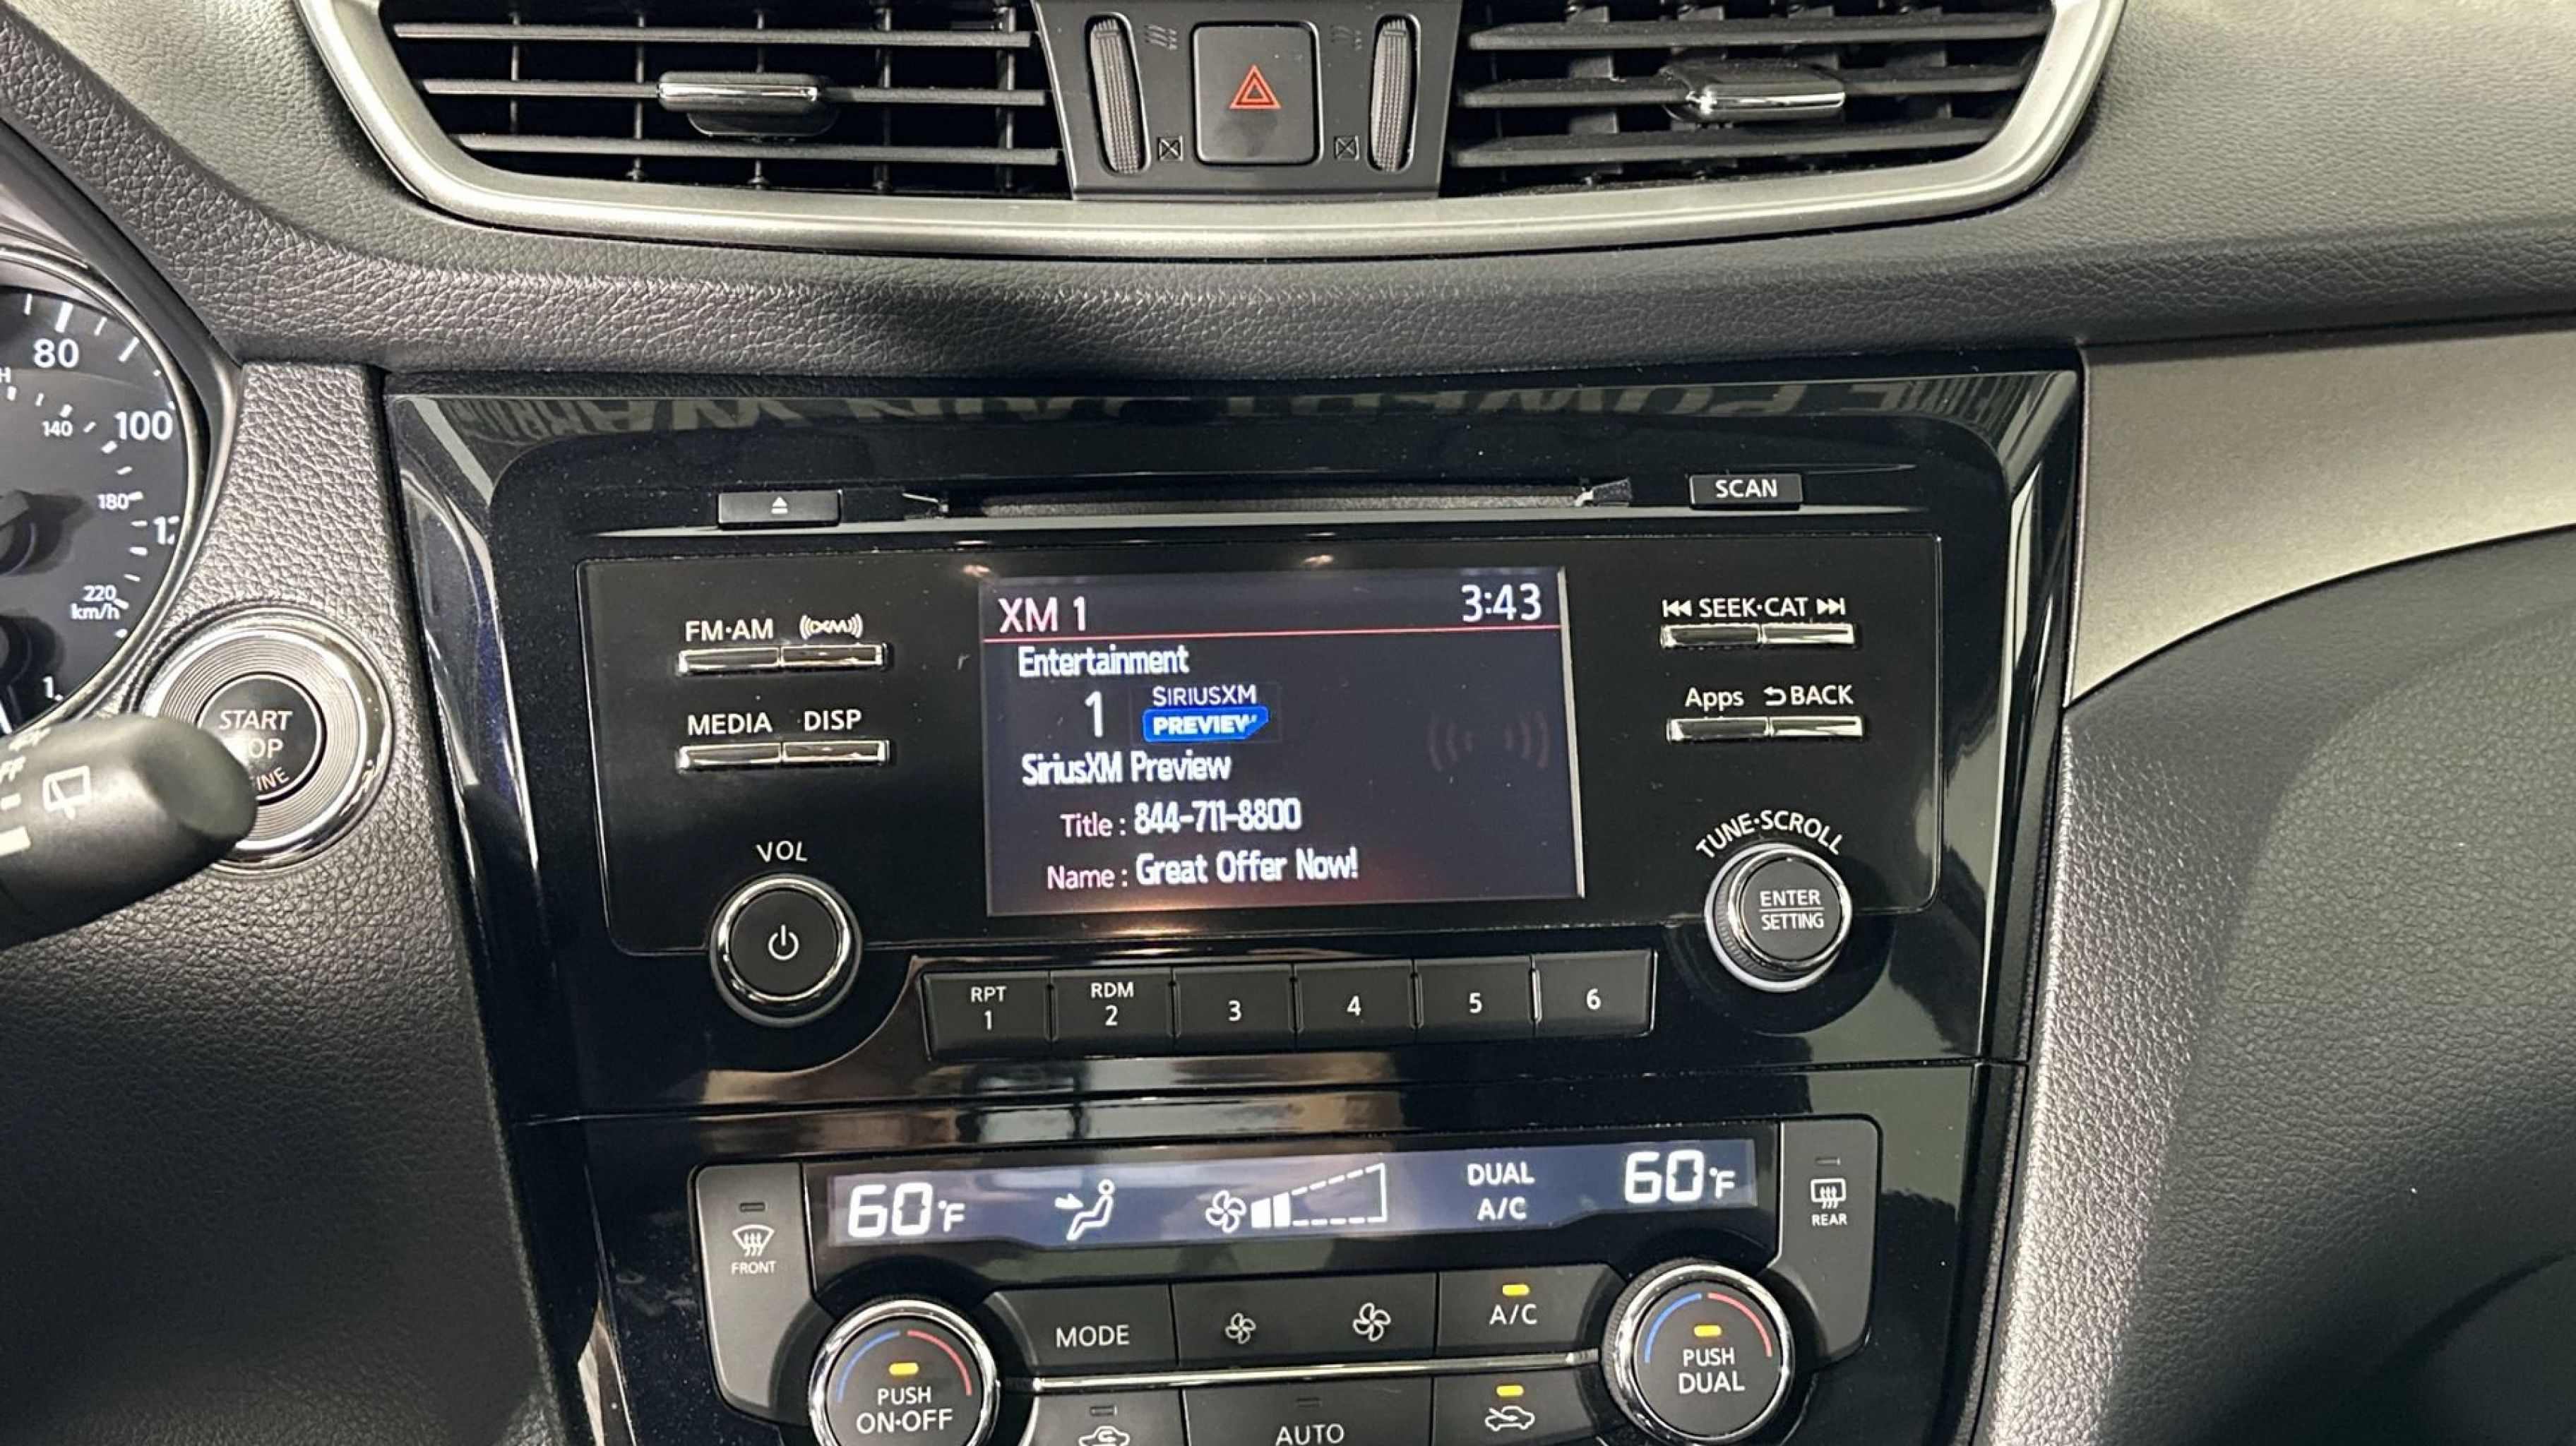 80
100
140
180
220
km/h
START
SCAN
FM·AM
XM
MEDIA DISP
VOL
XM 1 3:43
Entertainment
1 SIRIUSXM
PREVIEW
SiriusXM Preview
Title : 844-711-8800
Name : Great Offer Now!
SEEK·CAT
Apps BACK
TUNE·SCROLL
ENTER
SETTING
RPT
1
RDM
2
3
4
5
6
60°F
DUAL
A/C
60°F
FRONT
REAR
MODE
A/C
PUSH
ON·OFF
AUTO
PUSH
DUAL